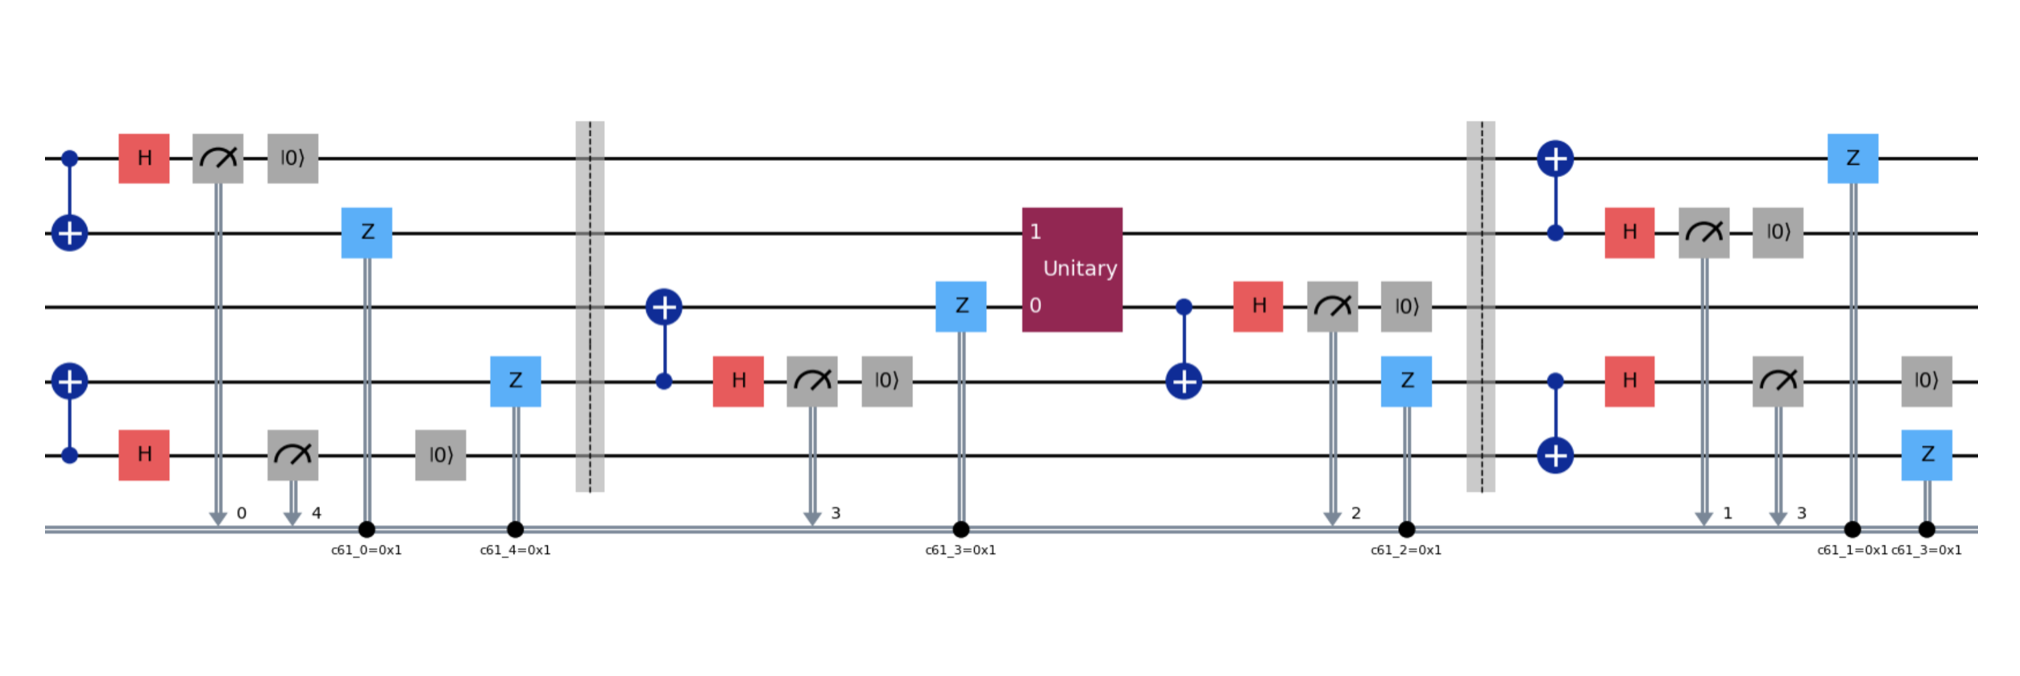 H |0⟩ Z
1 Z H |0⟩
Unitary
Z 0 H |0⟩
Z H |0⟩ Z H |0⟩
H |0⟩ Z
0 4 3 2 1 3
c61_0=0x1 c61_4=0x1 c61_3=0x1 c61_2=0x1 c61_1=0x1 c61_3=0x1